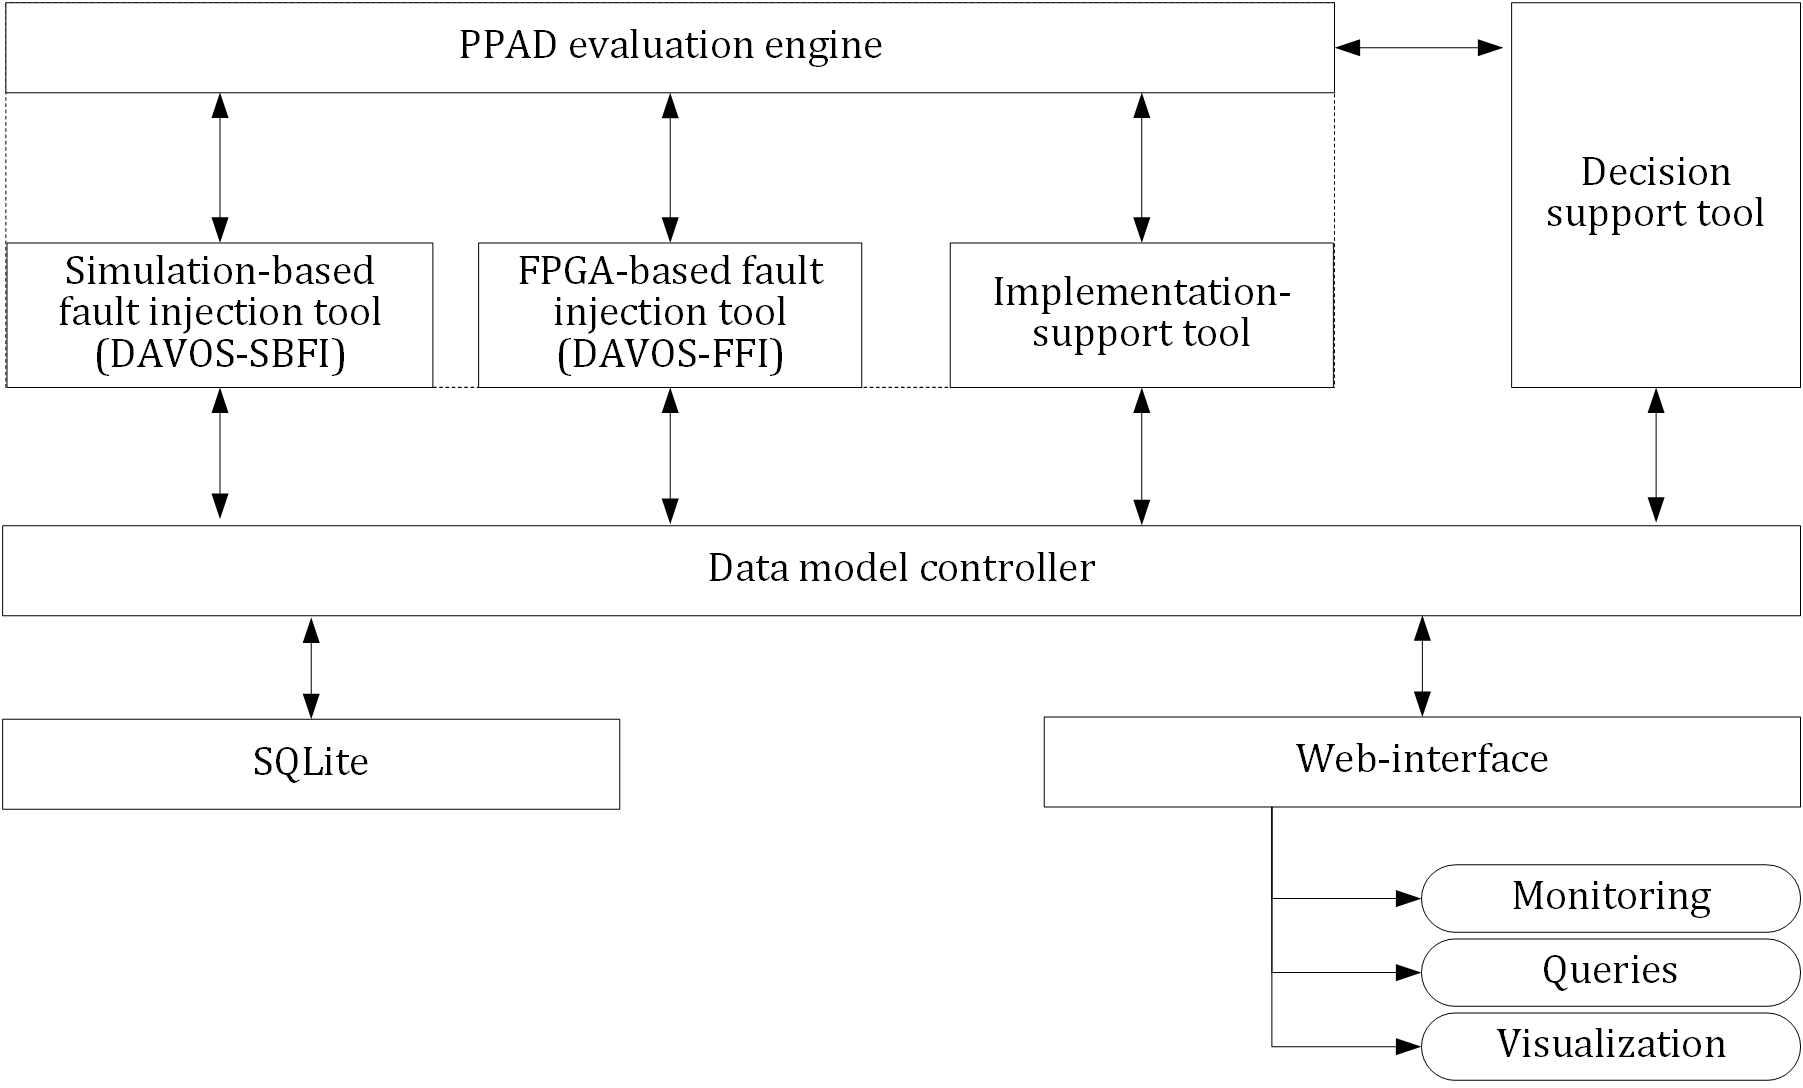 PPAD evaluation engine
Decision
support tool
Simulation-based
fault injection tool
(DAVOS-SBFI)
FPGA-based fault
injection tool
(DAVOS-FFI)
Implementation-
support tool
Data model controller
SQLite
Web-interface
Monitoring
Queries
Visualization